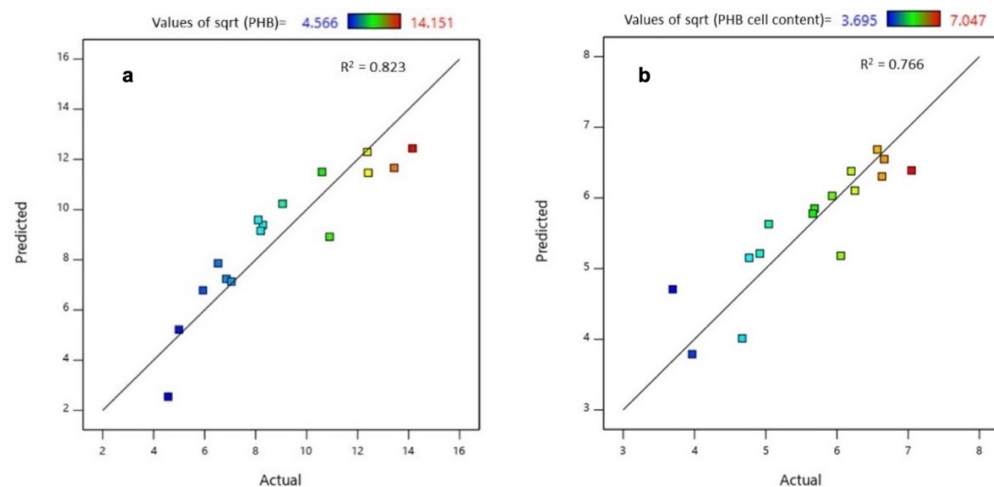 Values of sqrt (PHB)= 4.566 14.151
a
R² = 0.823
16
14
12
10
8
6
4
2
Predicted
2 4 6 8 10 12 14 16
Actual
Values of sqrt (PHB cell content)= 3.695 7.047
b
R² = 0.766
8
7
6
5
4
3
Predicted
3 4 5 6 7 8
Actual